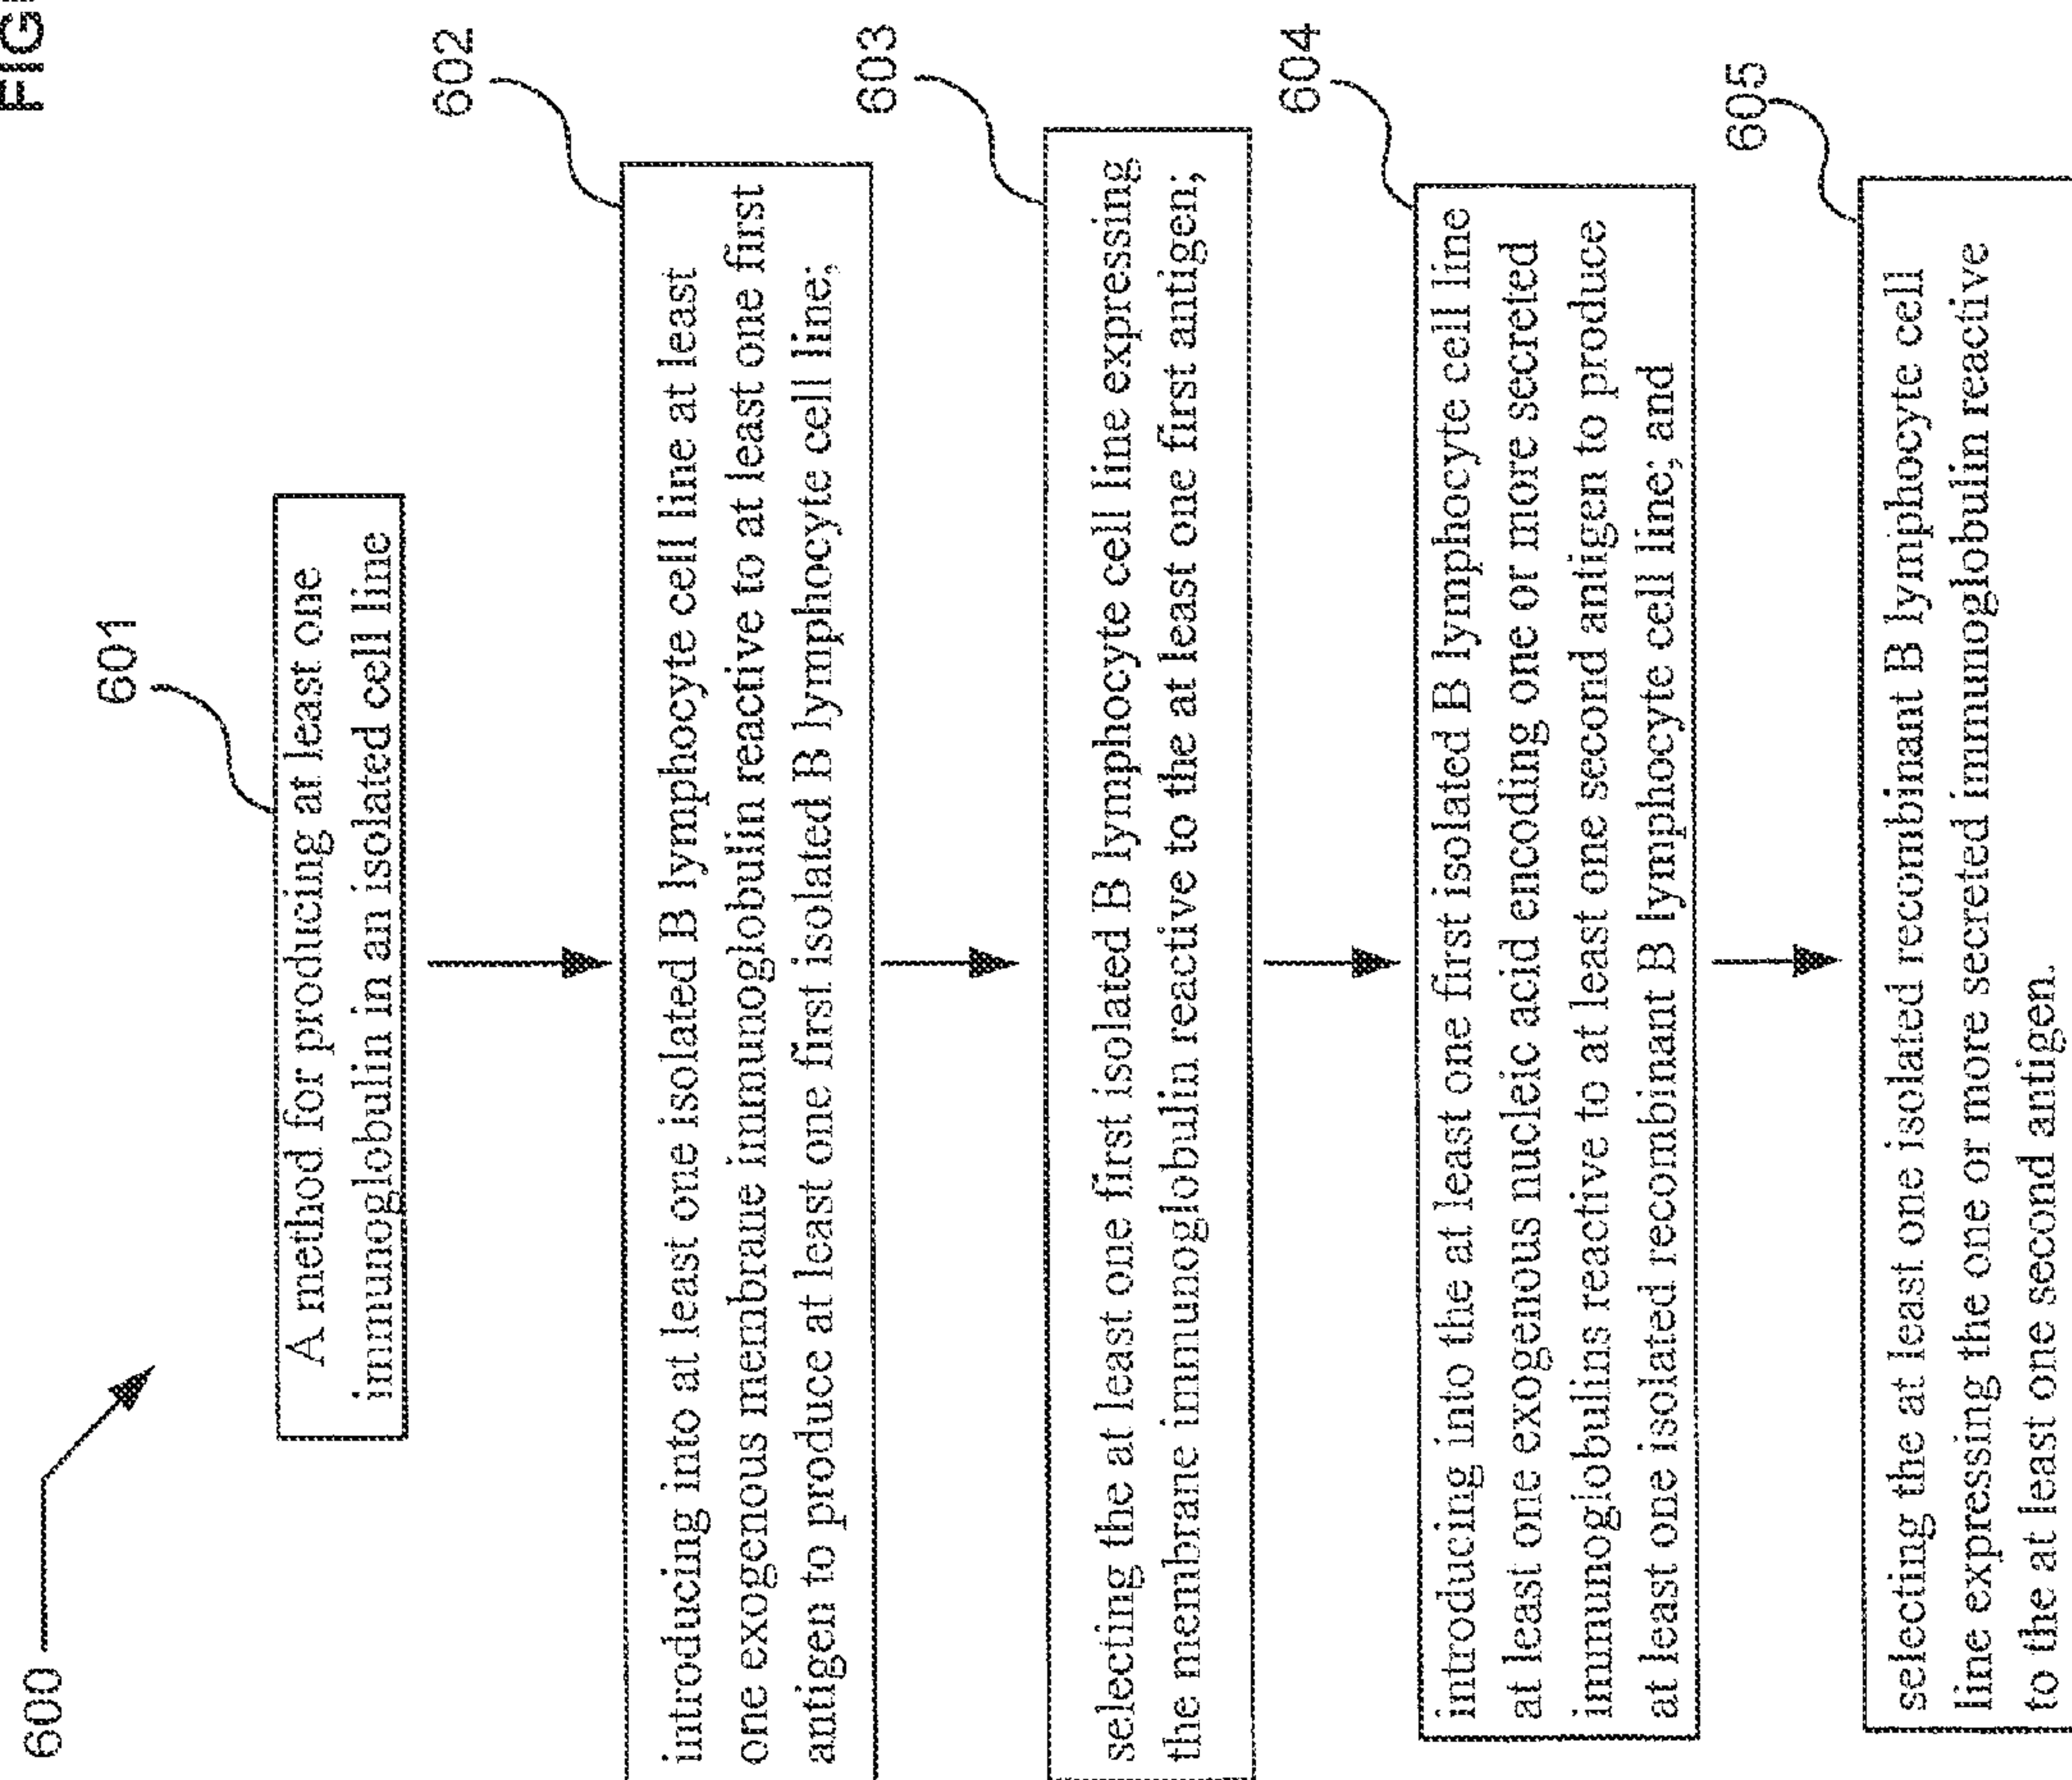 FIG
600
601
A method for producing at least one
immunoglobulin in an isolated cell line
602
introducing into at least one isolated B lymphocyte cell line at least
one exogenous membrane immunoglobulin reactive to at least one first
antigen to produce at least one first isolated B lymphocyte cell line;
603
selecting the at least one first isolated B lymphocyte cell line expressing
the membrane immunoglobulin reactive to the at least one first antigen;
604
introducing into the at least one first isolated B lymphocyte cell line
at least one exogenous nucleic acid encoding one or more secreted
immunoglobulins reactive to at least one second antigen to produce
at least one isolated recombinant B lymphocyte cell line; and
605
selecting the at least one isolated recombinant B lymphocyte cell
line expressing the one or more secreted immunoglobulin reactive
to the at least one second antigen.